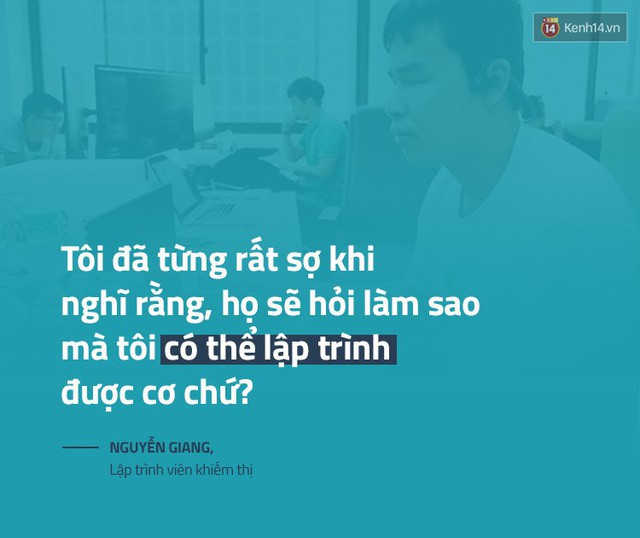 14 Kenh14.vn
Tôi đã từng rất sợ khi
nghĩ rằng, họ sẽ hỏi làm sao
mà tôi có thể lập trình
được cơ chứ?
NGUYỄN GIANG,
Lập trình viên khiếm thị